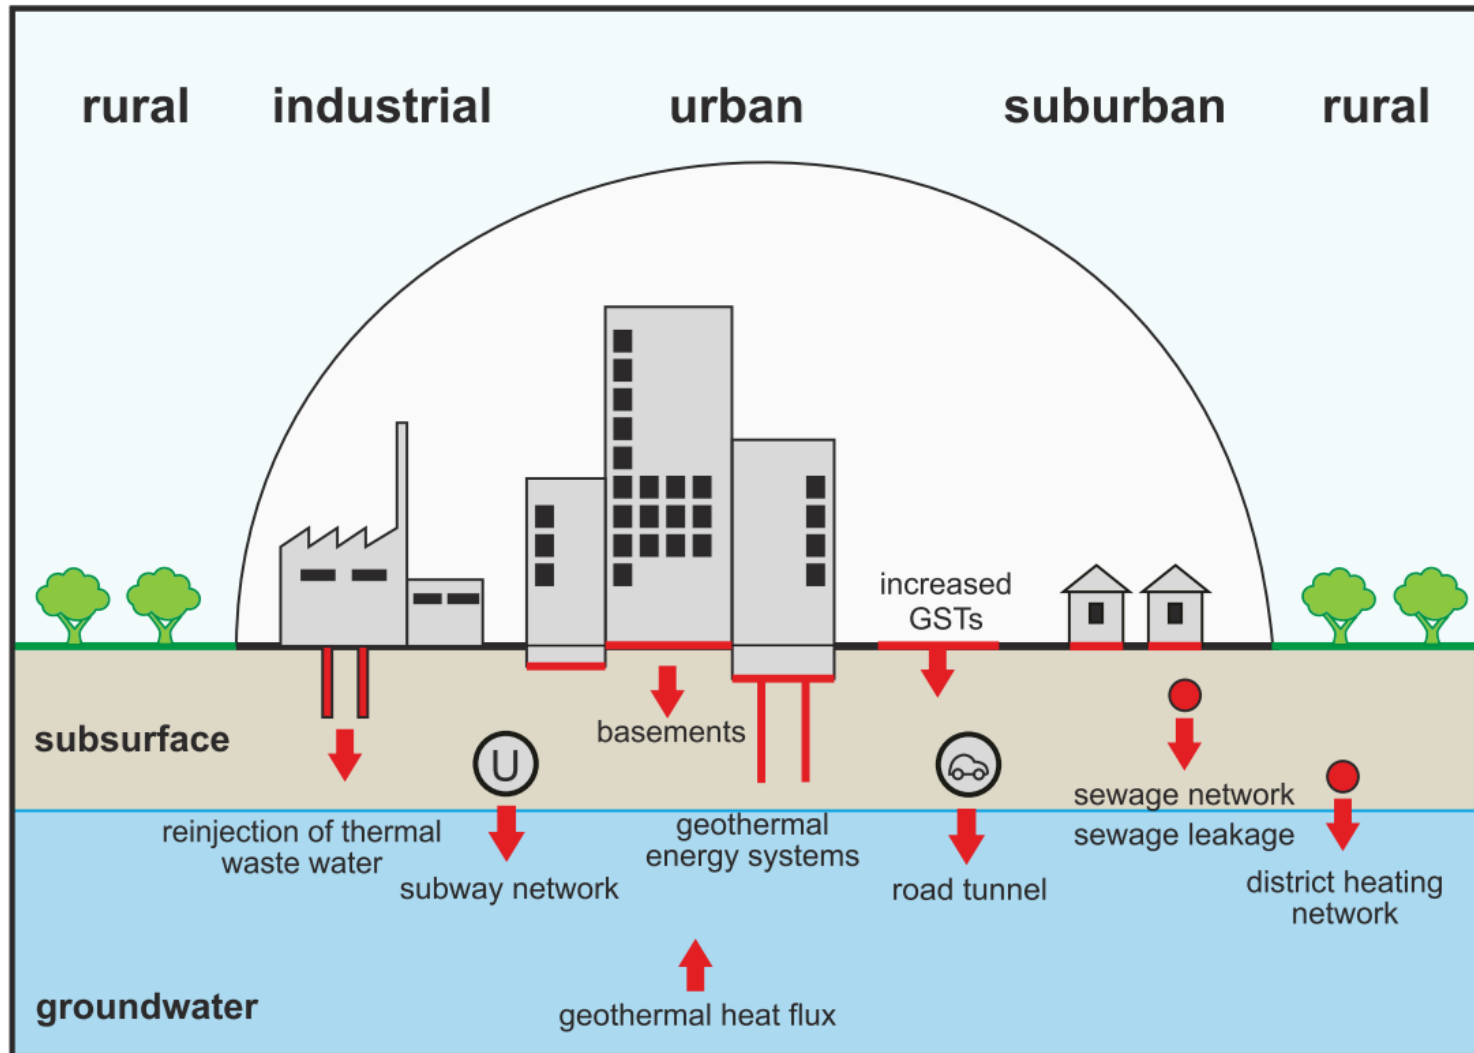 rural industrial urban suburban rural
increased
GSTs
basements
subsurface
U
sewage network
sewage leakage
reinjection of thermal
waste water
geothermal
energy systems
subway network
road tunnel
district heating
network
geothermal heat flux
groundwater